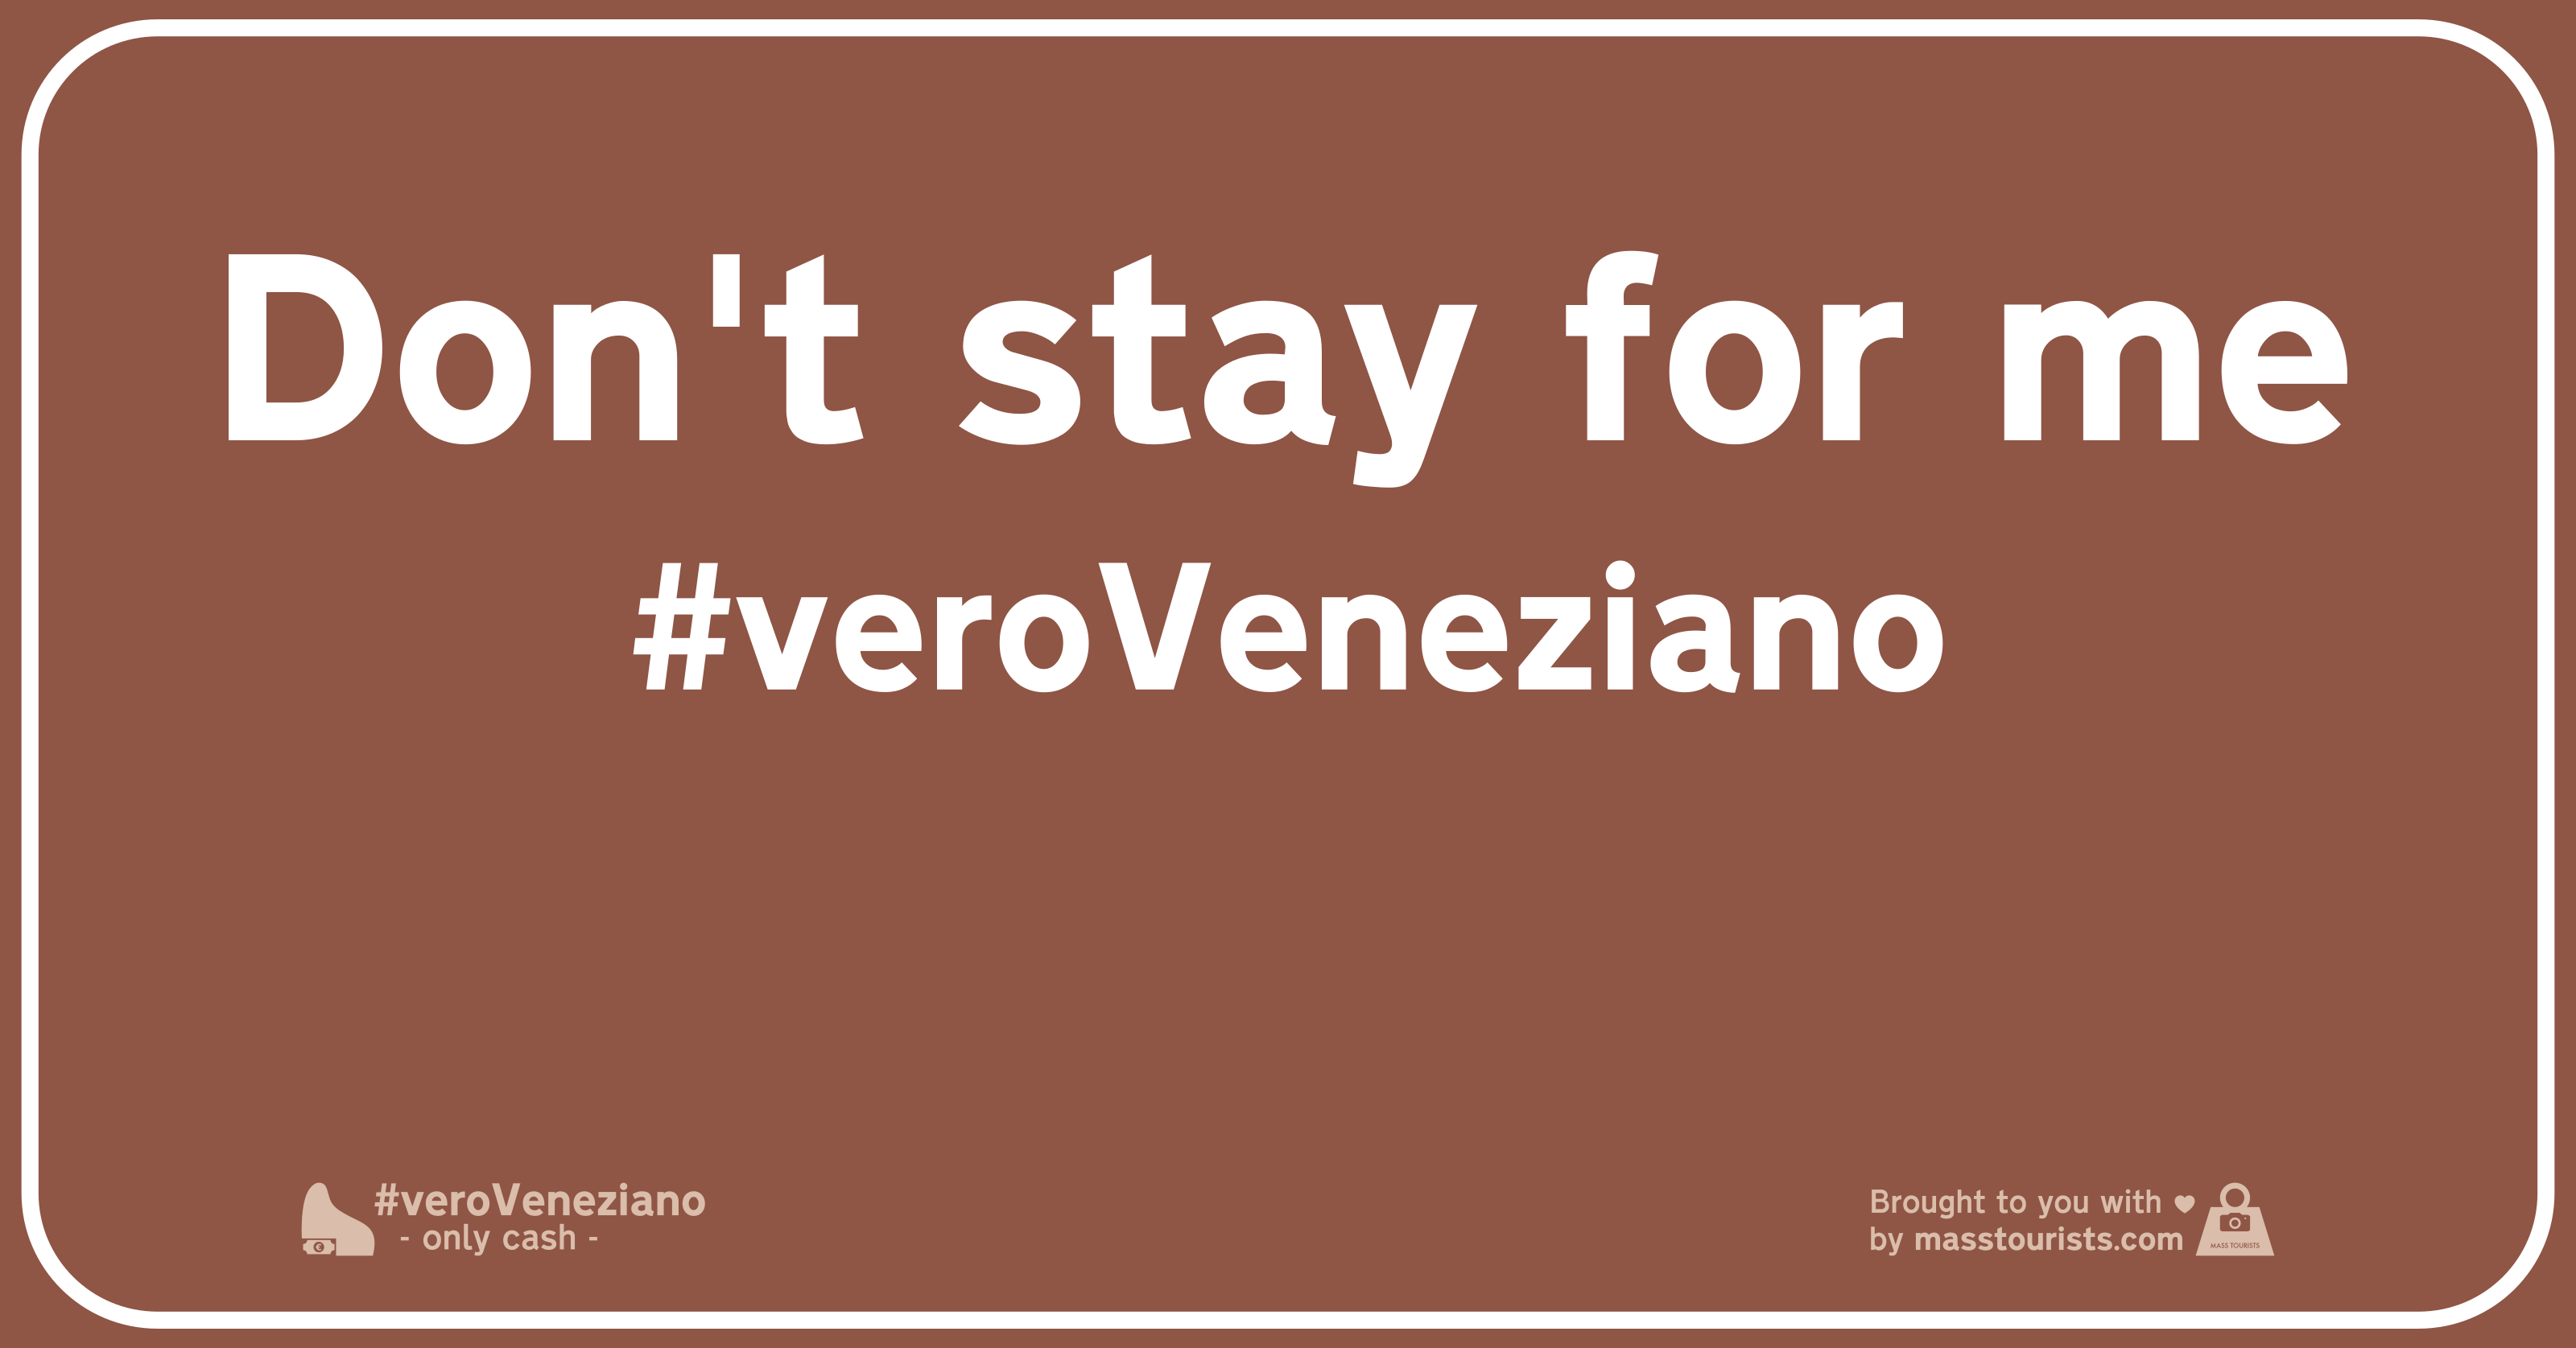 Don't stay for me
#veroVeneziano
#veroVeneziano
- only cash -
Brought to you with ♥
by masstourists.com
MASS TOURISTS
€